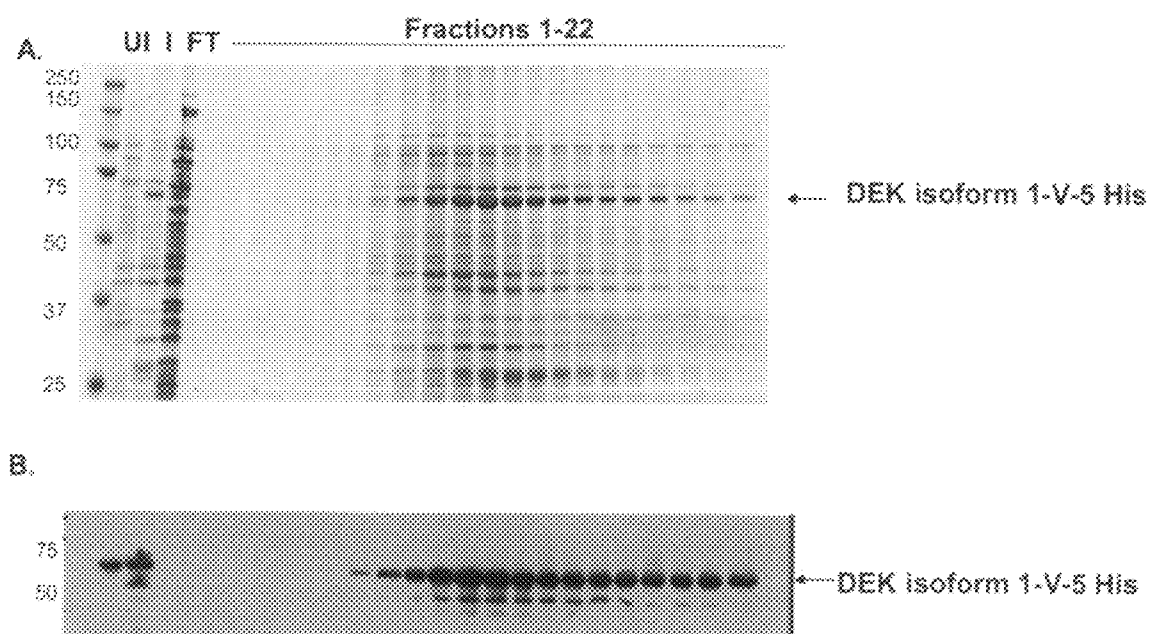 Fractions 1-22
A.
UI I FT
250
150
100
75
50
37
25
DEK isoform 1-V-5 His
B.
75
50
DEK isoform 1-V-5 His